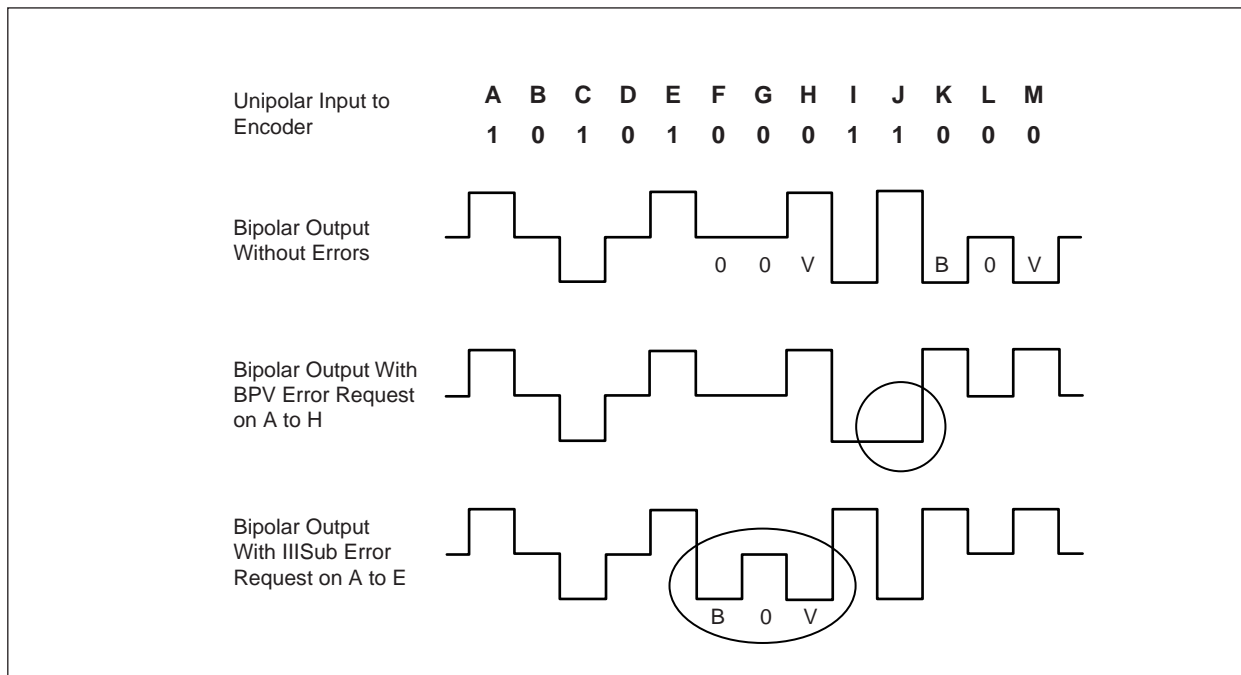 Unipolar Input to
Encoder
A B C D E F G H I J K L M
1 0 1 0 1 0 0 0 1 1 0 0 0
Bipolar Output
Without Errors
0 0 V B 0 V
Bipolar Output With
BPV Error Request
on A to H
Bipolar Output
With IIISub Error
Request on A to E
B 0 V